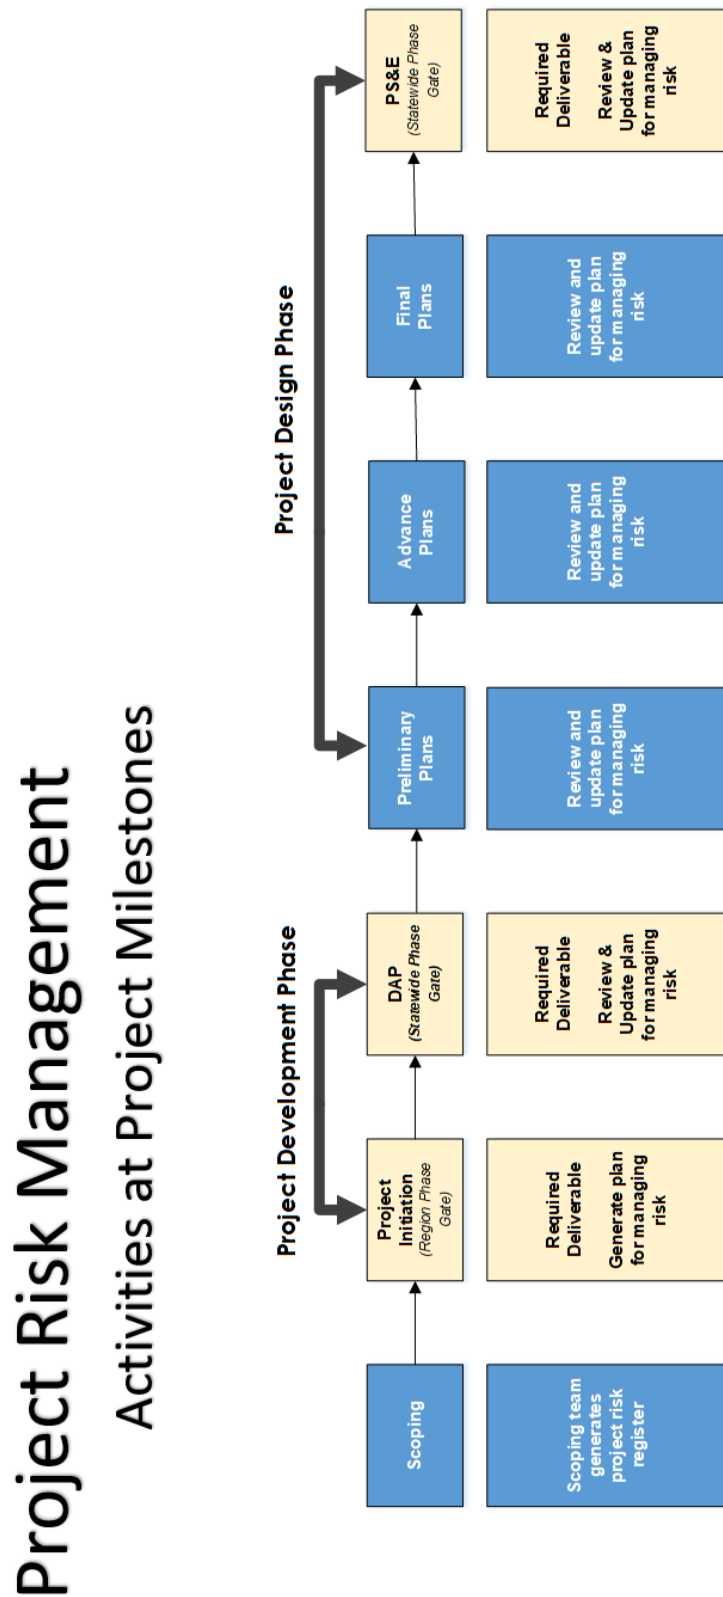 Project Risk Management
Activities at Project Milestones
Project Development Phase
Project Design Phase
Scoping
Project
Initiation
(Region Phase
Gate)
DAP
(Statewide Phase
Gate)
Preliminary
Plans
Advance
Plans
Final
Plans
PS&E
(Statewide Phase
Gate)
Scoping team
generates
project risk
register
Required
Deliverable
Generate plan
for managing
risk
Required
Deliverable
Review &
Update plan
for managing
risk
Review and
update plan
for managing
risk
Review and
update plan
for managing
risk
Review and
update plan
for managing
risk
Required
Deliverable
Review &
Update plan
for managing
risk